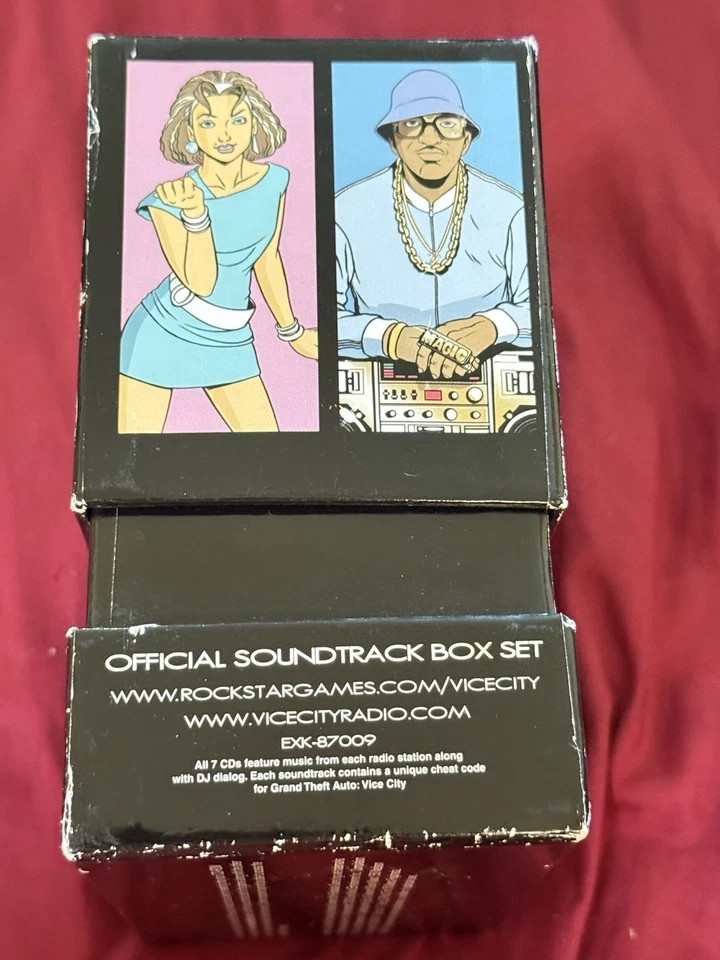 MAGIC
OFFICIAL SOUNDTRACK BOX SET
WWW.ROCKSTARGAMES.COM/VICECITY
WWW.VICECITYRADIO.COM
EXK-87009
All 7 CDs feature music from each radio station along
with DJ dialog. Each soundtrack contains a unique cheat code
for Grand Theft Auto: Vice City